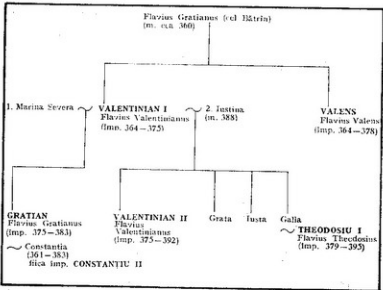 Flavius Gratianus (cel Bătrîn)
(m. cca 360)
1. Marina Severa
VALENTINIAN I
Flavius Valentinianus
(Imp. 364—375)
2. Iustina
(m. 388)
VALENS
Flavius Valens
(Imp. 364—378)
GRATIAN
Flavius Gratianus
(Imp. 375—383)
Constantia
(361—383)
fiica imp. CONSTANȚIU II
VALENTINIAN II
Flavius
Valentinianus
(Imp. 375—392)
Grata
Iusta
Galla
THEODOSIU I
Flavius Theodosius
(Imp. 379—395)